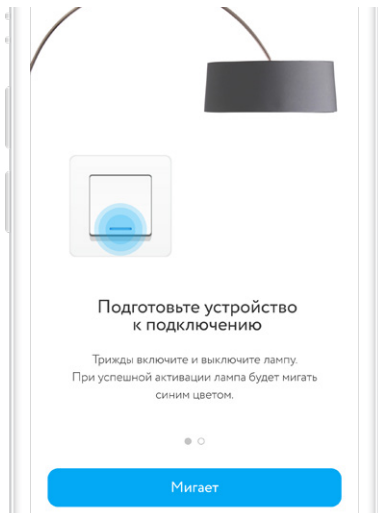 Подготовьте устройство
к подключению
Трижды включите и выключите лампу.
При успешной активации лампа будет мигать
синим цветом.
Мигает